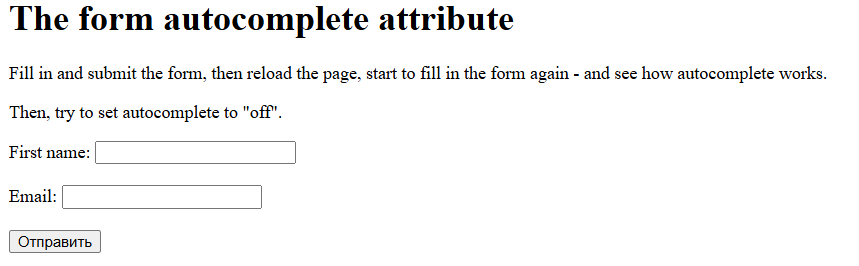 The form autocomplete attribute
Fill in and submit the form, then reload the page, start to fill in the form again - and see how autocomplete works.
Then, try to set autocomplete to "off".
First name:
Email:
Отправить